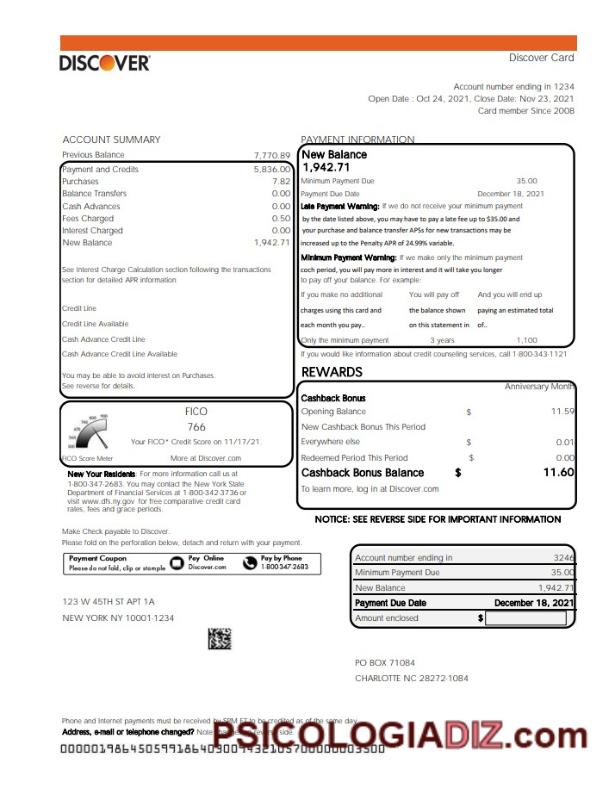 DISCOVER
Discover Card
Account number ending in 1234
Open Date : Oct 24, 2021, Close Date: Nov 23, 2021
Card member Since 2008
ACCOUNT SUMMARY
Previous Balance 7,770.89
Payment and Credits 5,836.00
Purchases 7.82
Balance Transfers 0.00
Cash Advances 0.00
Fees Charged 0.50
Interest Charged 0.00
New Balance 1,942.71
See Interest Charge Calculation section following the transactions
section for detailed APR information
Credit Line
Credit Line Available
Cash Advance Credit Line
Cash Advance Credit Line Available
You may be able to avoid interest on Purchases.
See reverse for details.
PAYMENT INFORMATION
New Balance
1,942.71
Minimum Payment Due 35.00
Payment Due Date December 18, 2021
Late Payment Warning: If we do not receive your minimum payment
by the date listed above, you may have to pay a late fee up to $35.00 and
your purchase and balance transfer APSs for new transactions may be
increased up to the Penalty APR of 24.99% variable.
Minimum Payment Warning: If we make only the minimum payment
coch period, you will pay more in interest and it will take you longer
to pay off your balance. For example:
If you make no additional You will pay off And you will end up
charges using this card and the balance shown paying an estimated total
each month you pay.. on this statement in of..
Only the minimum payment 3 years 1,100
If you would like information about credit counseling services, call 1-800-343-1121
FICO
766
Your FICO* Credit Score on 11/17/21.
FICO Score Meter More at Discover.com
New Your Residents: For more information call us at
1-800-347-2683. You may contact the New York State
Department of Financial Services at 1-800-342-3736 or
visit www.dfs.ny.gov for free comparative credit card
rates, fees and grace periods.
REWARDS
Anniversary Month
Cashback Bonus
Opening Balance $ 11.59
New Cashback Bonus This Period
Everywhere else $ 0.01
Redeemed Period This Period $ 0.00
Cashback Bonus Balance $ 11.60
To learn more, log in at Discover.com
NOTICE: SEE REVERSE SIDE FOR IMPORTANT INFORMATION
Make Check payable to Discover.
Please fold on the perforation below, detach and return with your payment.
Payment Coupon
Please do not fold, clip or stample
Pay Online
Discover.com
Pay by Phone
1-800-347-2683
Account number ending in 3246
Minimum Payment Due 35.00
New Balance 1,942.71
Payment Due Date December 18, 2021
Amount enclosed $
123 W 45TH ST APT 1A
NEW YORK NY 10001-1234
PO BOX 71084
CHARLOTTE NC 28272-1084
Phone and Internet payments must be received by 5PM ET to be credited as of the same day.
Address, e-mail or telephone changed? Note changes on reverse side.
PSICOLOGIADIZ.com